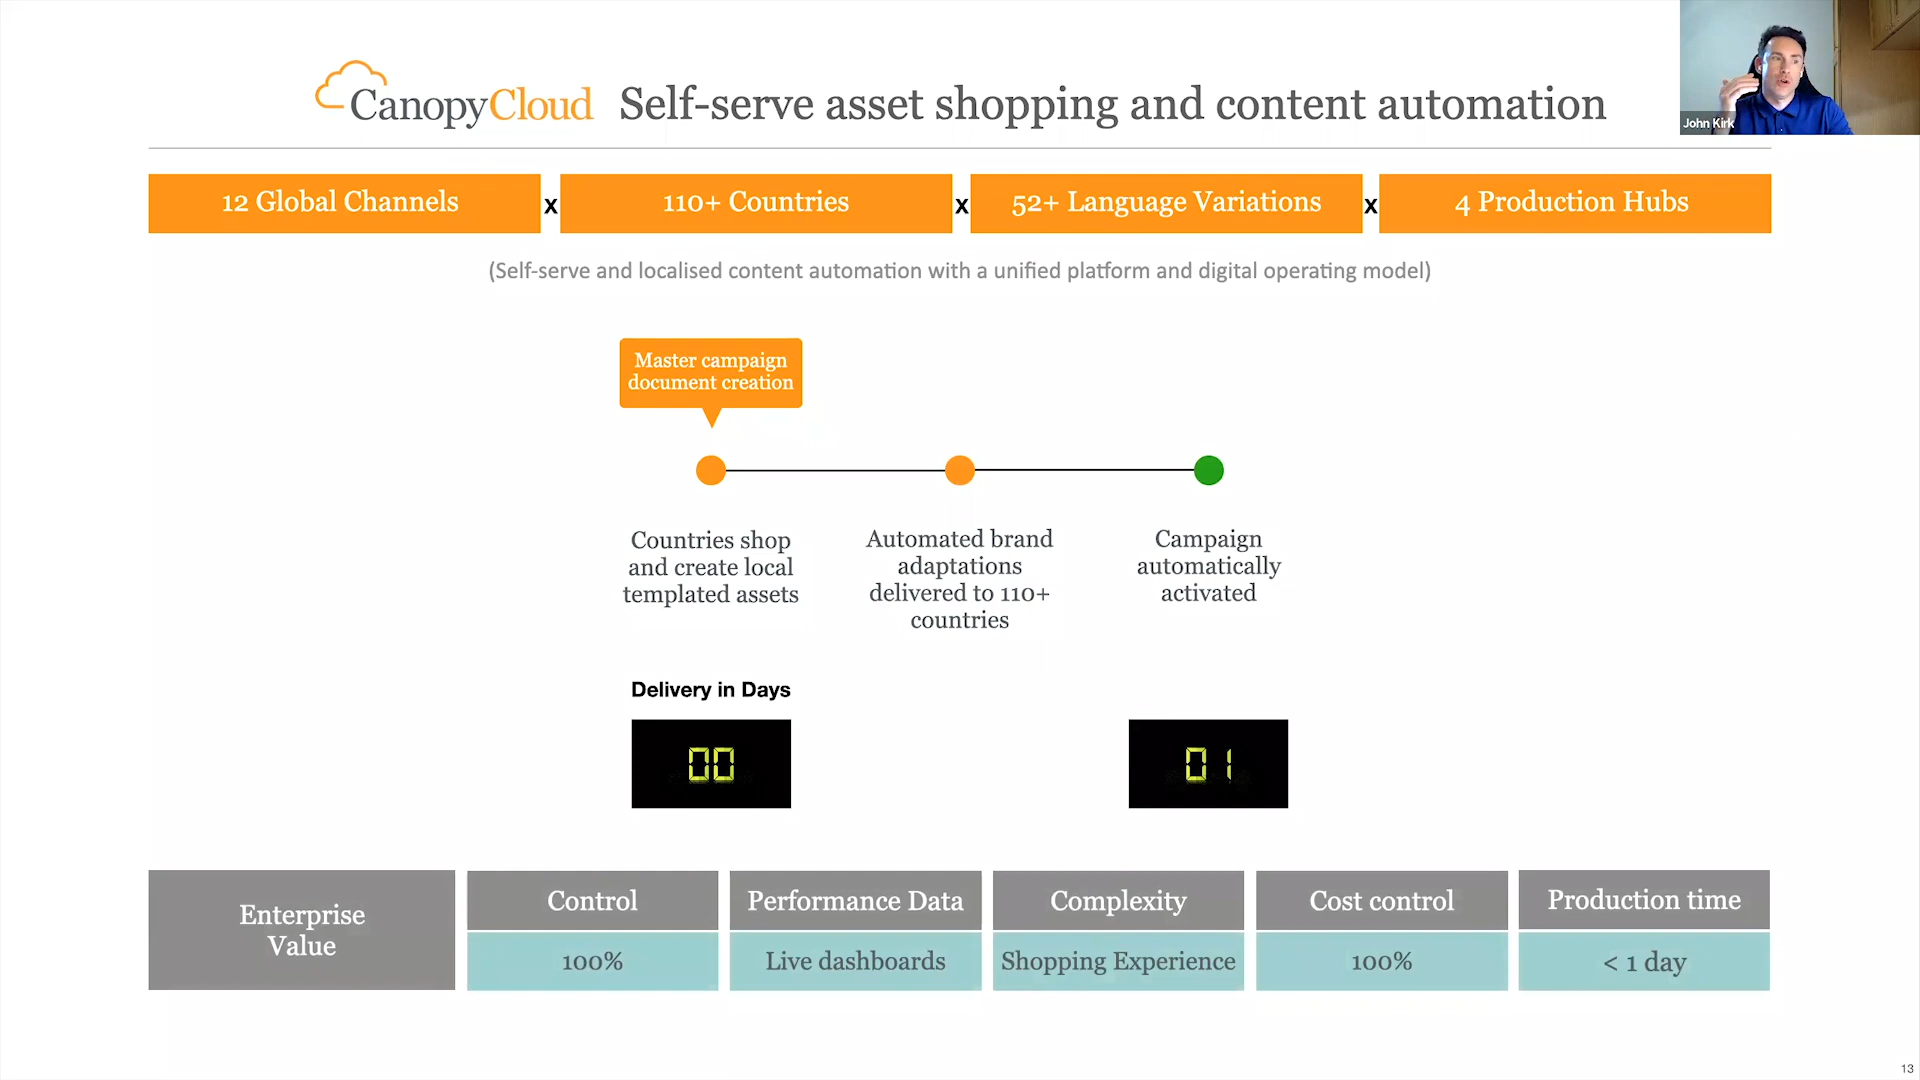 CanopyCloud Self-serve asset shopping and content automation
John Kirk
12 Global Channels x 110+ Countries x 52+ Language Variations x 4 Production Hubs
(Self-serve and localised content automation with a unified platform and digital operating model)
Master campaign
document creation
Countries shop
and create local
templated assets
Automated brand
adaptations
delivered to 110+
countries
Campaign
automatically
activated
Delivery in Days
00
01
Enterprise
Value
Control
Performance Data
Complexity
Cost control
Production time
100%
Live dashboards
Shopping Experience
100%
< 1 day
13